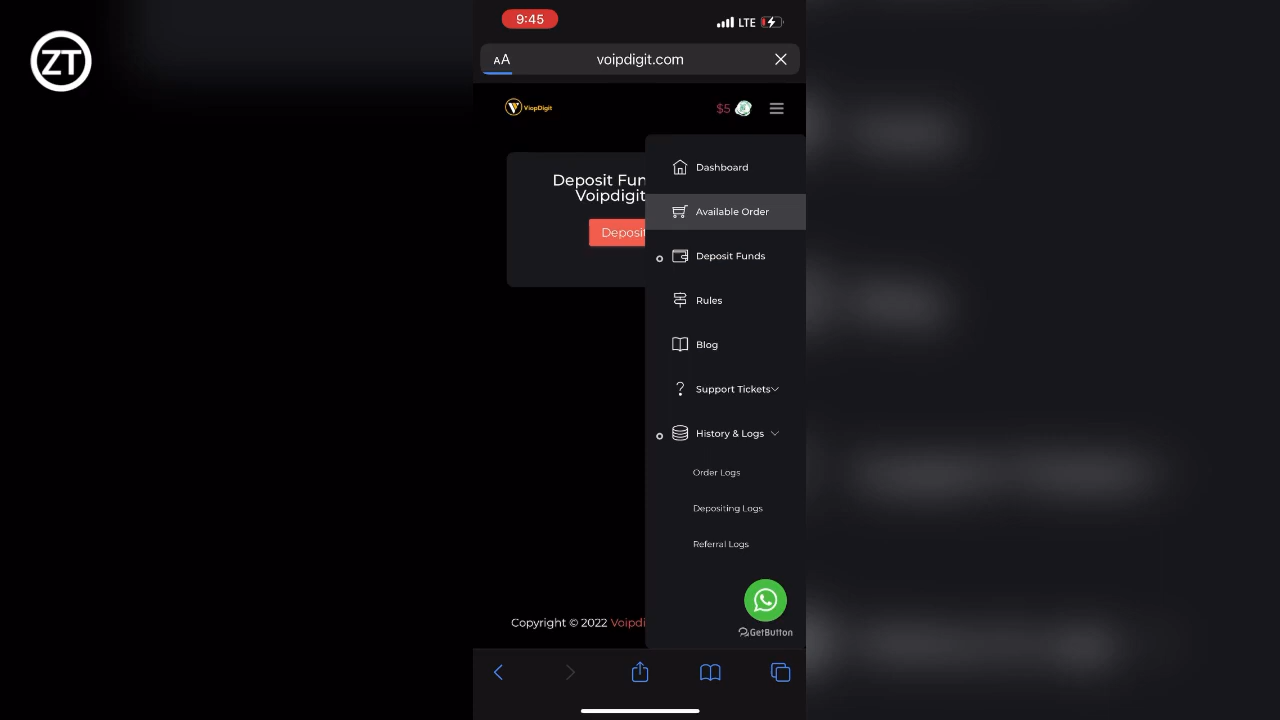 ZT
9:45
LTE
AA
voipdigit.com
ViopDigit
$5
Dashboard
Deposit Fun
Voipdigit
Deposit
Available Order
Deposit Funds
Rules
Blog
Support Tickets
History & Logs
Order Logs
Depositing Logs
Referral Logs
GetButton
Copyright © 2022 Voipdi